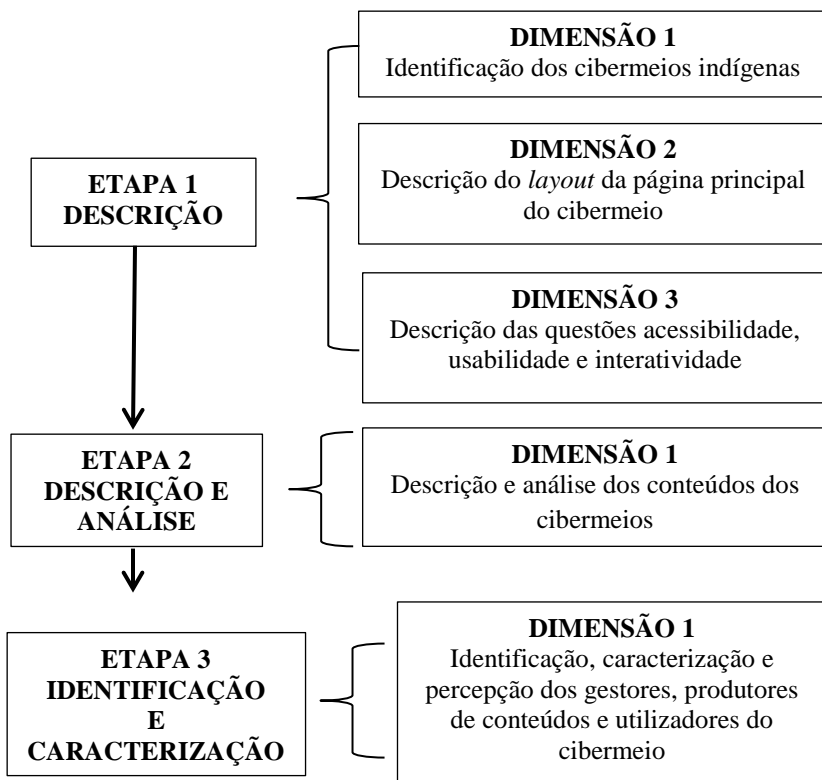 ETAPA 1
DESCRIÇÃO
DIMENSÃO 1
Identificação dos cibermeios indígenas
DIMENSÃO 2
Descrição do layout da página principal
do cibermeio
DIMENSÃO 3
Descrição das questões acessibilidade,
usabilidade e interatividade
ETAPA 2
DESCRIÇÃO E
ANÁLISE
DIMENSÃO 1
Descrição e análise dos conteúdos dos
cibermeios
ETAPA 3
IDENTIFICAÇÃO
E
CARACTERIZAÇÃO
DIMENSÃO 1
Identificação, caracterização e
percepção dos gestores, produtores
de conteúdos e utilizadores do
cibermeio